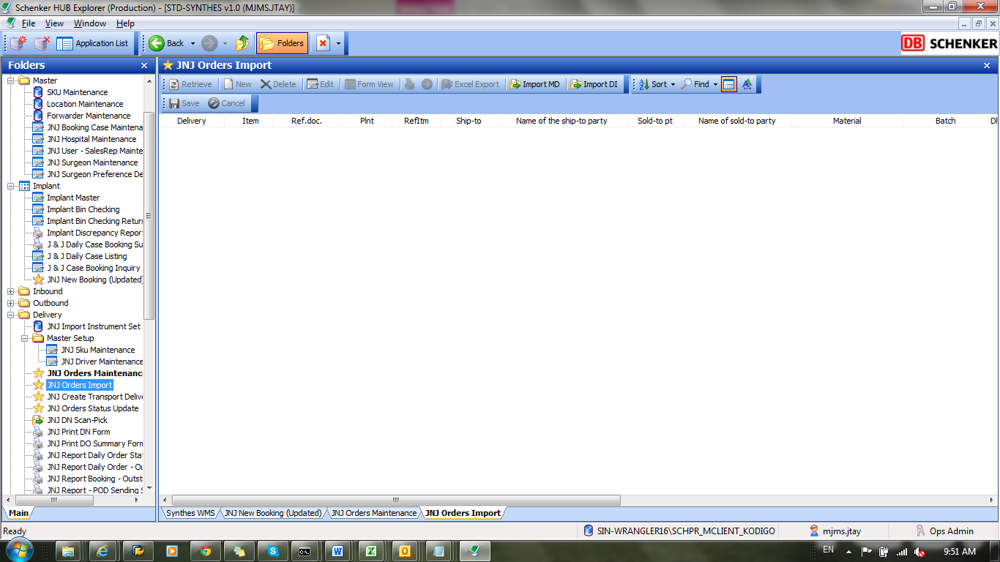 Schenker HUB Explorer (Production) - [STD-SYNTHES v1.0 (MJMS.JTAY)]
File View Window Help
Application List Back Folders DB SCHENKER
Folders
Master
SKU Maintenance
Location Maintenance
Forwarder Maintenance
JNJ Booking Case Maintena
JNJ Hospital Maintenance
JNJ User - SalesRep Mainte
JNJ Surgeon Maintenance
JNJ Surgeon Preference De
Implant
Implant Master
Implant Bin Checking
Implant Bin Checking Return
Implant Discrepancy Repor
J & J Daily Case Booking Su
J & J Daily Case Listing
J & J Case Booking Inquiry
JNJ New Booking (Updated)
Inbound
Outbound
Delivery
JNJ Import Instrument Set
Master Setup
JNJ Sku Maintenance
JNJ Driver Maintenance
JNJ Orders Maintenanc
JNJ Orders Import
JNJ Create Transport Delive
JNJ Orders Status Update
JNJ DN Scan-Pick
JNJ Print DN Form
JNJ Print DO Summary Form
JNJ Report Daily Order Sta
JNJ Report Daily Order - Ou
JNJ Report Booking - Outst
JNJ Report - POD Sending S
Main
JNJ Orders Import
Retrieve New Delete Edit Form View Excel Export Import MD Import DI Sort Find
Save Cancel
Delivery Item Ref.doc. Plnt RefItm Ship-to Name of the ship-to party Sold-to pt Name of sold-to party Material Batch Dl
Synthes WMS JNJ New Booking (Updated) JNJ Orders Maintenance JNJ Orders Import
Ready SIN-WRANGLER16\SCHPR_MCLIENT_KODIGO mjms.jtay Ops Admin
EN 9:51 AM